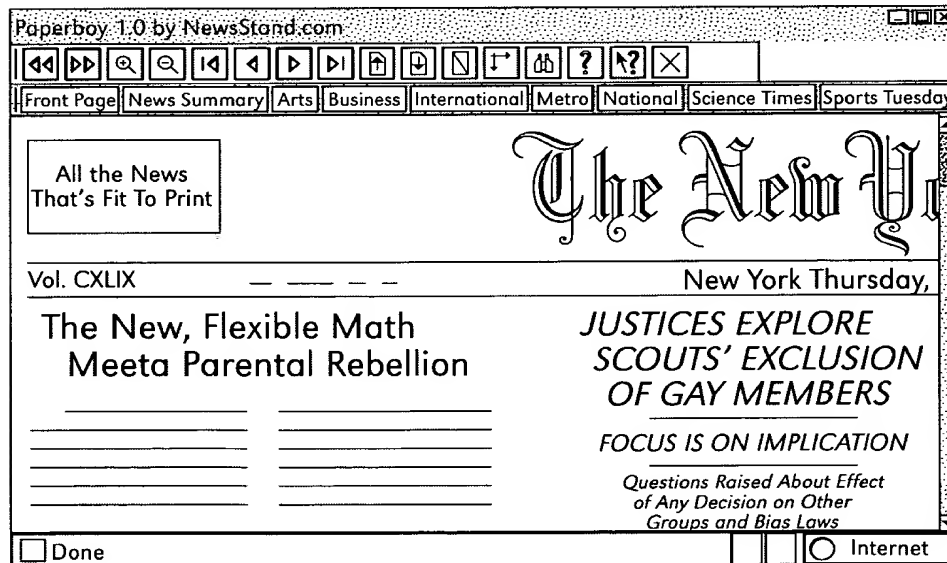 Paperboy 1.0 by NewsStand.com
?
?
Front Page News Summary Arts Business International Metro National Science Times Sports Tuesday
All the News
That's Fit To Print
The New Yo
Vol. CXLIX
New York Thursday,
The New, Flexible Math
Meeta Parental Rebellion
JUSTICES EXPLORE
SCOUTS' EXCLUSION
OF GAY MEMBERS
FOCUS IS ON IMPLICATION
Questions Raised About Effect
of Any Decision on Other
Groups and Bias Laws
Done
Internet